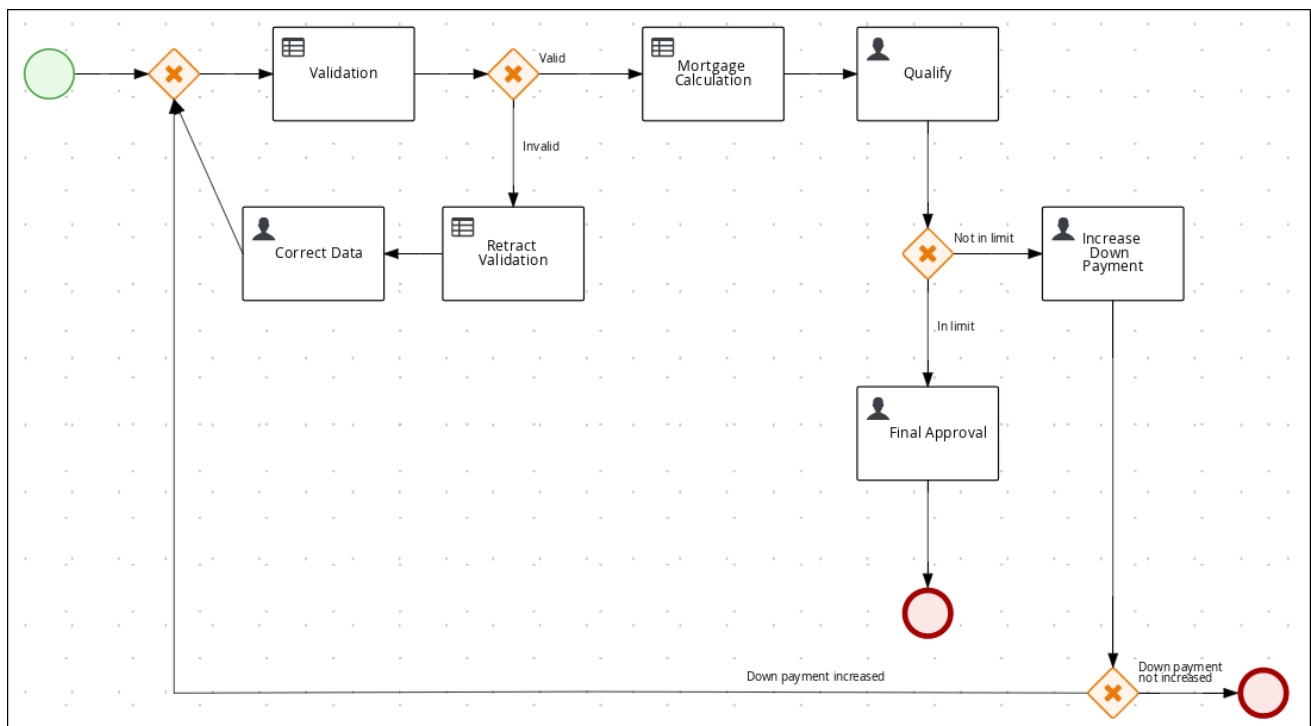 Valid
Validation
Mortgage
Calculation
Qualify
Invalid
Correct Data
Retract
Validation
Not in limit
Increase
Down
Payment
In limit
Final Approval
Down payment increased
Down payment
not increased